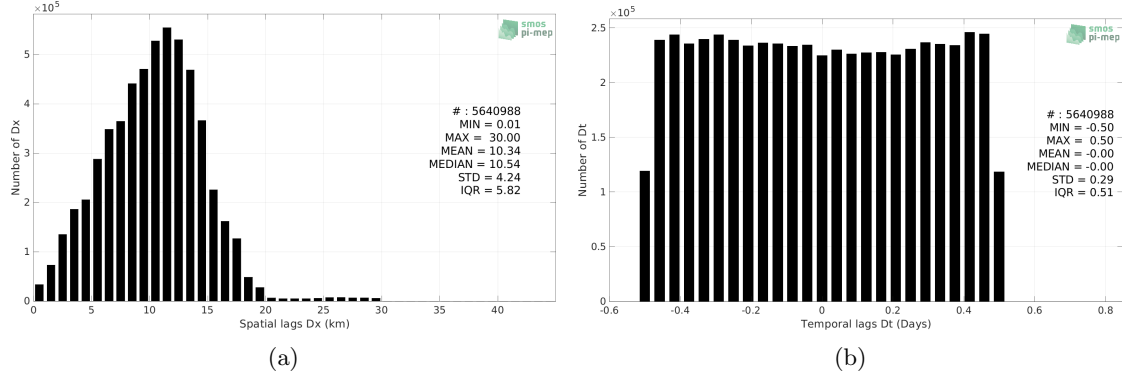 ×10⁵
5
4
3
2
1
0
Number of Dx
smos
pi-mep
# : 5640988
MIN = 0.01
MAX = 30.00
MEAN = 10.34
MEDIAN = 10.54
STD = 4.24
IQR = 5.82
0 5 10 15 20 25 30 35 40
Spatial lags Dx (km)
(a)
×10⁵
2.5
2
1.5
1
0.5
0
Number of Dt
smos
pi-mep
# : 5640988
MIN = -0.50
MAX = 0.50
MEAN = -0.00
MEDIAN = -0.00
STD = 0.29
IQR = 0.51
-0.6 -0.4 -0.2 0 0.2 0.4 0.6 0.8
Temporal lags Dt (Days)
(b)